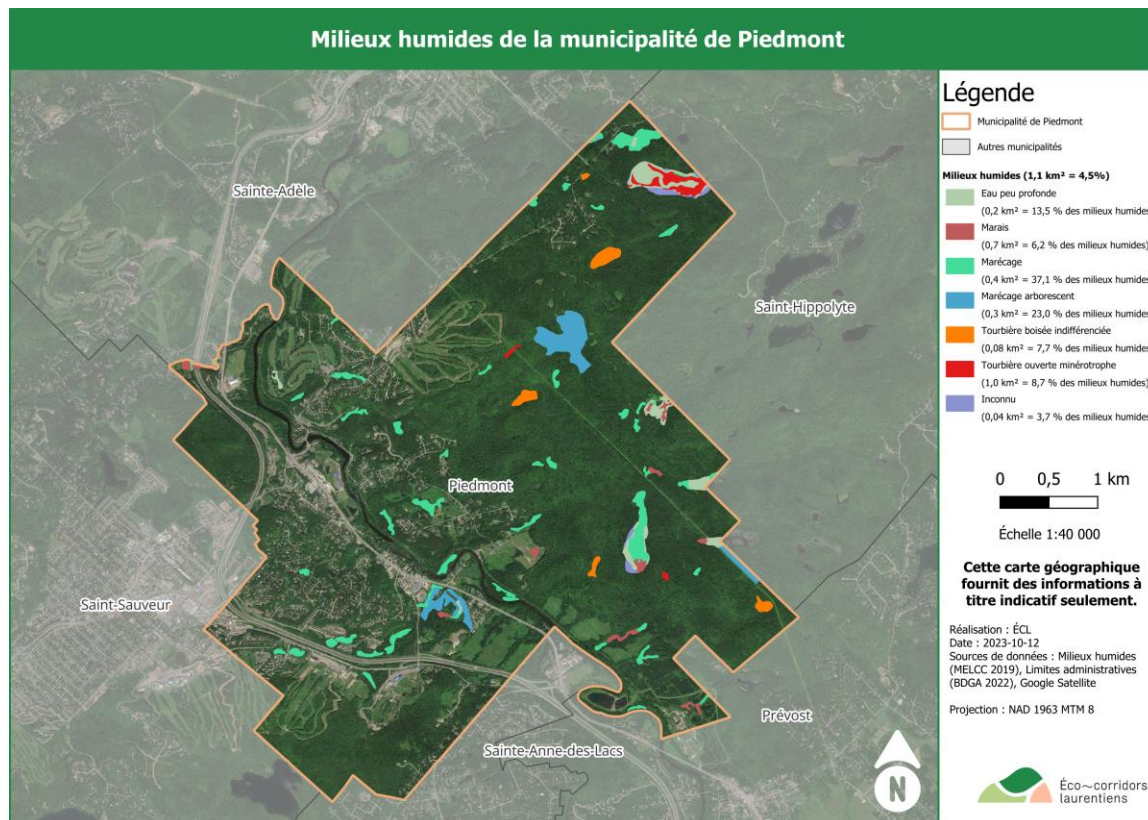 Milieux humides de la municipalité de Piedmont
Sainte-Adèle
Saint-Hippolyte
Piedmont
Saint-Sauveur
Prévost
Sainte-Anne-des-Lacs
N
Légende
Municipalité de Piedmont
Autres municipalités
Milieux humides (1,1 km² = 4,5%)
Eau peu profonde
(0,2 km² = 13,5 % des milieux humides)
Marais
(0,7 km² = 6,2 % des milieux humides)
Marécage
(0,4 km² = 37,1 % des milieux humides
Marécage arborescent
(0,3 km² = 23,0 % des milieux humides
Tourbière boisée indifférenciée
(0,08 km² = 7,7 % des milieux humides
Tourbière ouverte minérotrophe
(1,0 km² = 8,7 % des milieux humides)
Inconnu
(0,04 km² = 3,7 % des milieux humides
0 0,5 1 km
Échelle 1:40 000
Cette carte géographique
fournit des informations à
titre indicatif seulement.
Réalisation : ÉCL
Date : 2023-10-12
Sources de données : Milieux humides
(MELCC 2019), Limites administratives
(BDGA 2022), Google Satellite
Projection : NAD 1963 MTM 8
Éco~corridors
laurentiens